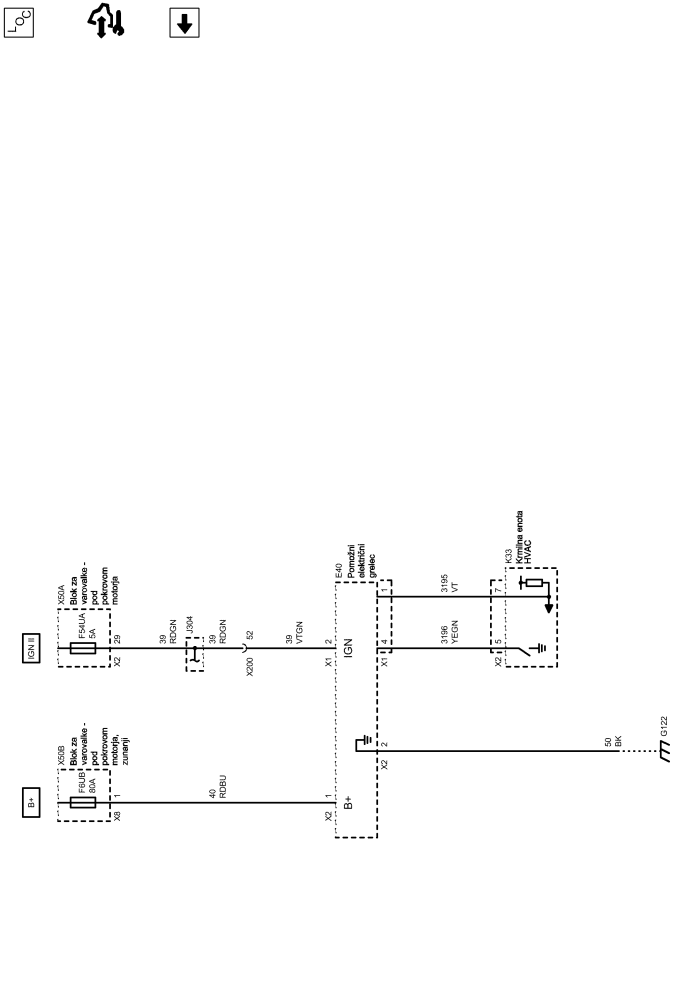 LOC
IGN II
X50A
Blok za
varovalke -
pod
pokrovom
motorja
F54UA
5A
X2
29
39
RDGN
J304
39
RDGN
X200
52
39
VTGN
X1
2
B+
X50B
Blok za
varovalke -
pod
pokrovom
motorja,
zunanji
F6UB
80A
X8
1
40
RDBU
X2
1
E40
Pomožni
električni
grelec
B+
IGN
X2
2
X1
4
1
3196
YEGN
3195
VT
X2
5
7
K33
Krmilna enota
HVAC
50
BK
G122